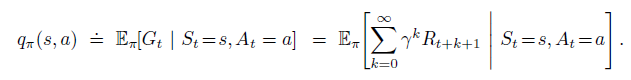 q_π(s, a) ≐ 𝔼_π[G_t | S_t = s, A_t = a] = 𝔼_π[∑_{k=0}^{∞} γ^k R_{t+k+1} | S_t = s, A_t = a].